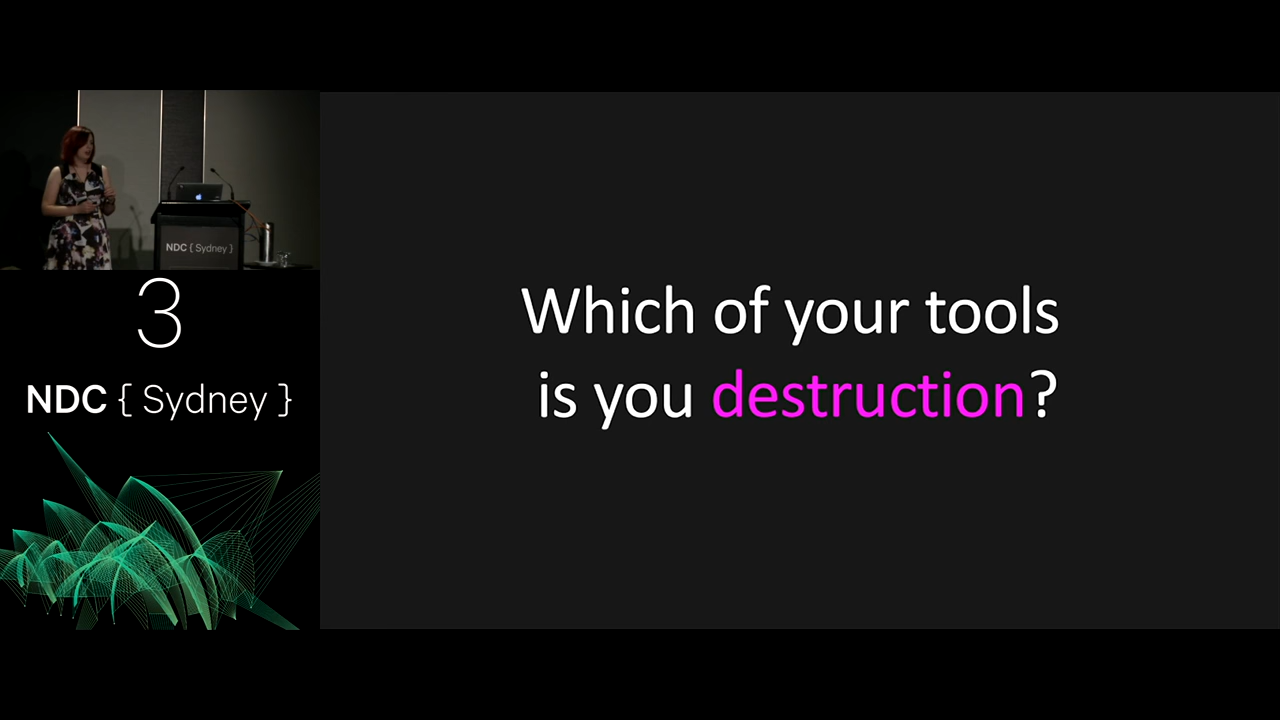 NDC { Sydney }
3
NDC { Sydney }
Which of your tools
is you destruction?